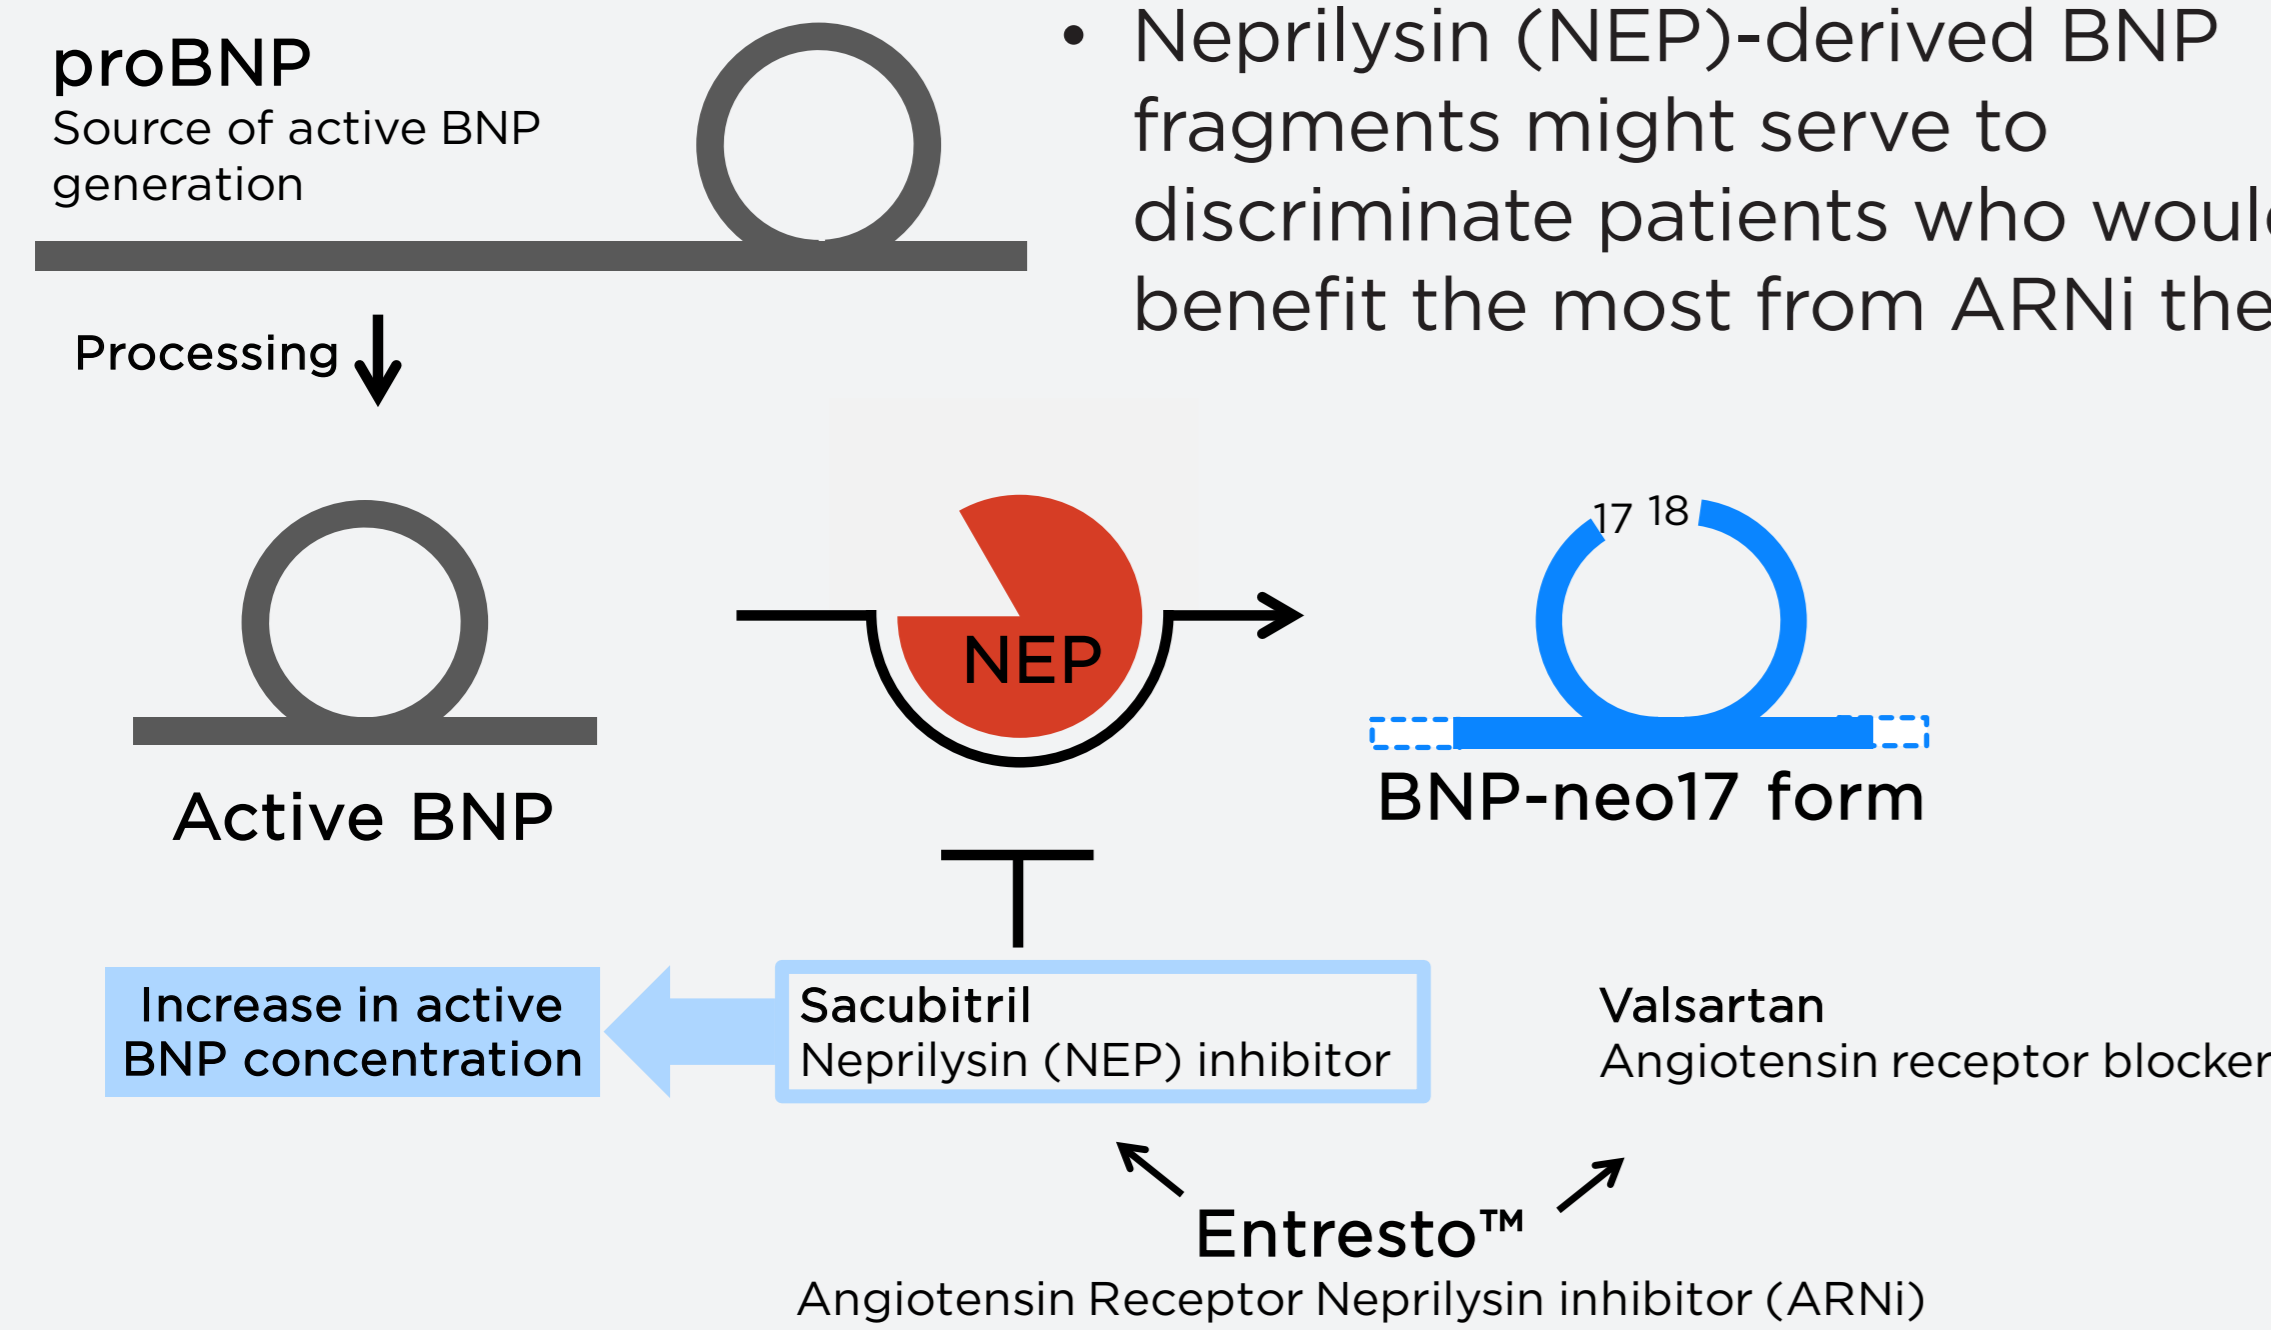 proBNP
Source of active BNP
generation
• Neprilysin (NEP)-derived BNP
fragments might serve to
discriminate patients who
benefit the most from ARNi
Processing
NEP
17 18
Active BNP
BNP-neo17 form
Increase in active
BNP concentration
Sacubitril
Neprilysin (NEP) inhibitor
Valsartan
Angiotensin receptor blocker
Entresto™
Angiotensin Receptor Neprilysin inhibitor (ARNi)